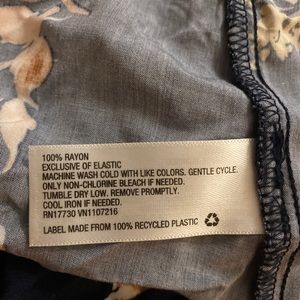 100% RAYON
EXCLUSIVE OF ELASTIC
MACHINE WASH COLD WITH LIKE COLORS. GENTLE CYCLE.
ONLY NON-CHLORINE BLEACH IF NEEDED.
TUMBLE DRY LOW. REMOVE PROMPTLY.
COOL IRON IF NEEDED.
RN17730 VN1107216
LABEL MADE FROM 100% RECYCLED PLASTIC